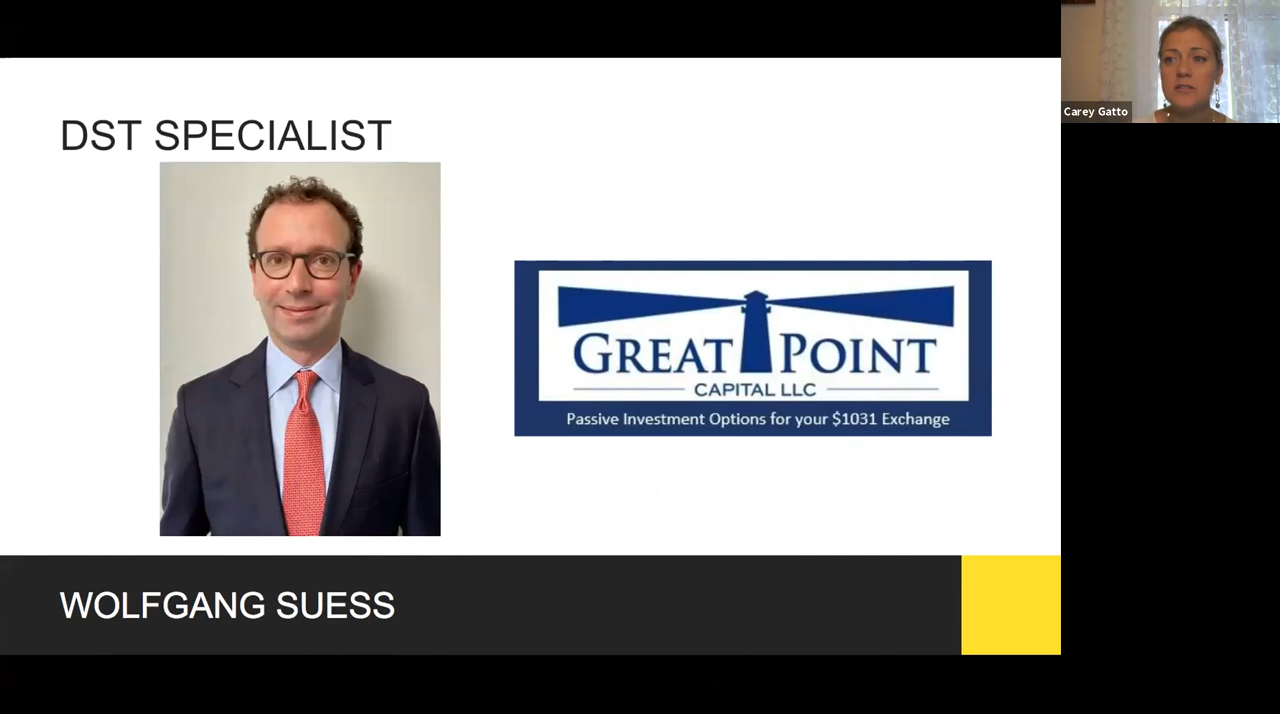 DST SPECIALIST
GREAT POINT
CAPITAL LLC
Passive Investment Options for your $1031 Exchange
WOLFGANG SUESS
Carey Gatto